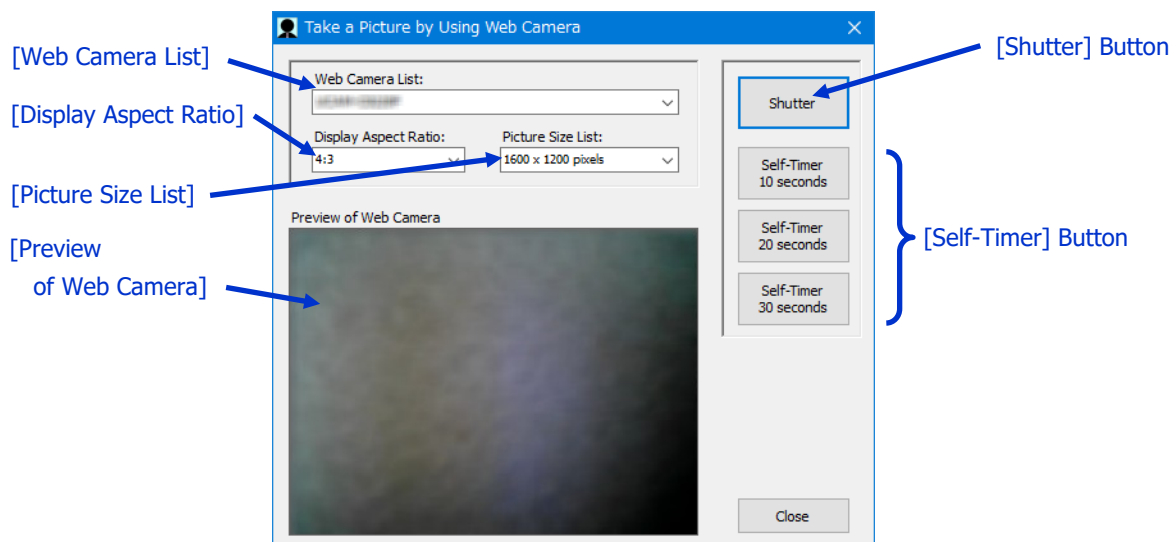 Take a Picture by Using Web Camera
[Web Camera List]
[Shutter] Button
Web Camera List:
Shutter
[Display Aspect Ratio]
Display Aspect Ratio:
Picture Size List:
4:3
1600 x 1200 pixels
Self-Timer
10 seconds
[Picture Size List]
Preview of Web Camera
Self-Timer
20 seconds
[Self-Timer] Button
[Preview
of Web Camera]
Self-Timer
30 seconds
Close